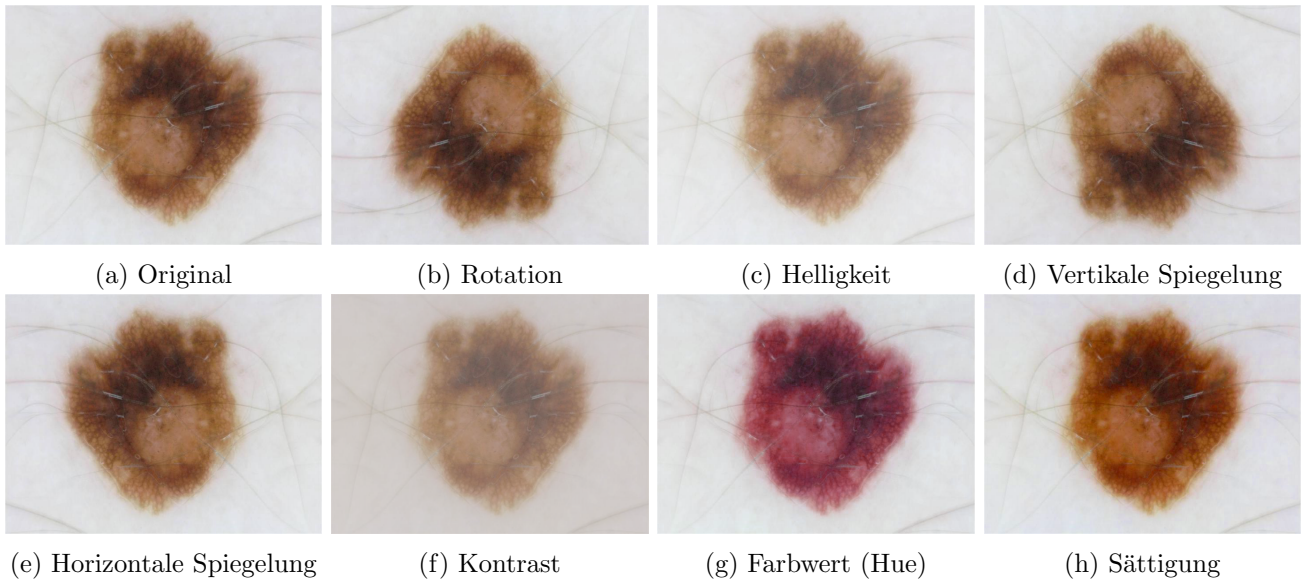 (a) Original
(b) Rotation
(c) Helligkeit
(d) Vertikale Spiegelung
(e) Horizontale Spiegelung
(f) Kontrast
(g) Farbwert (Hue)
(h) Sättigung